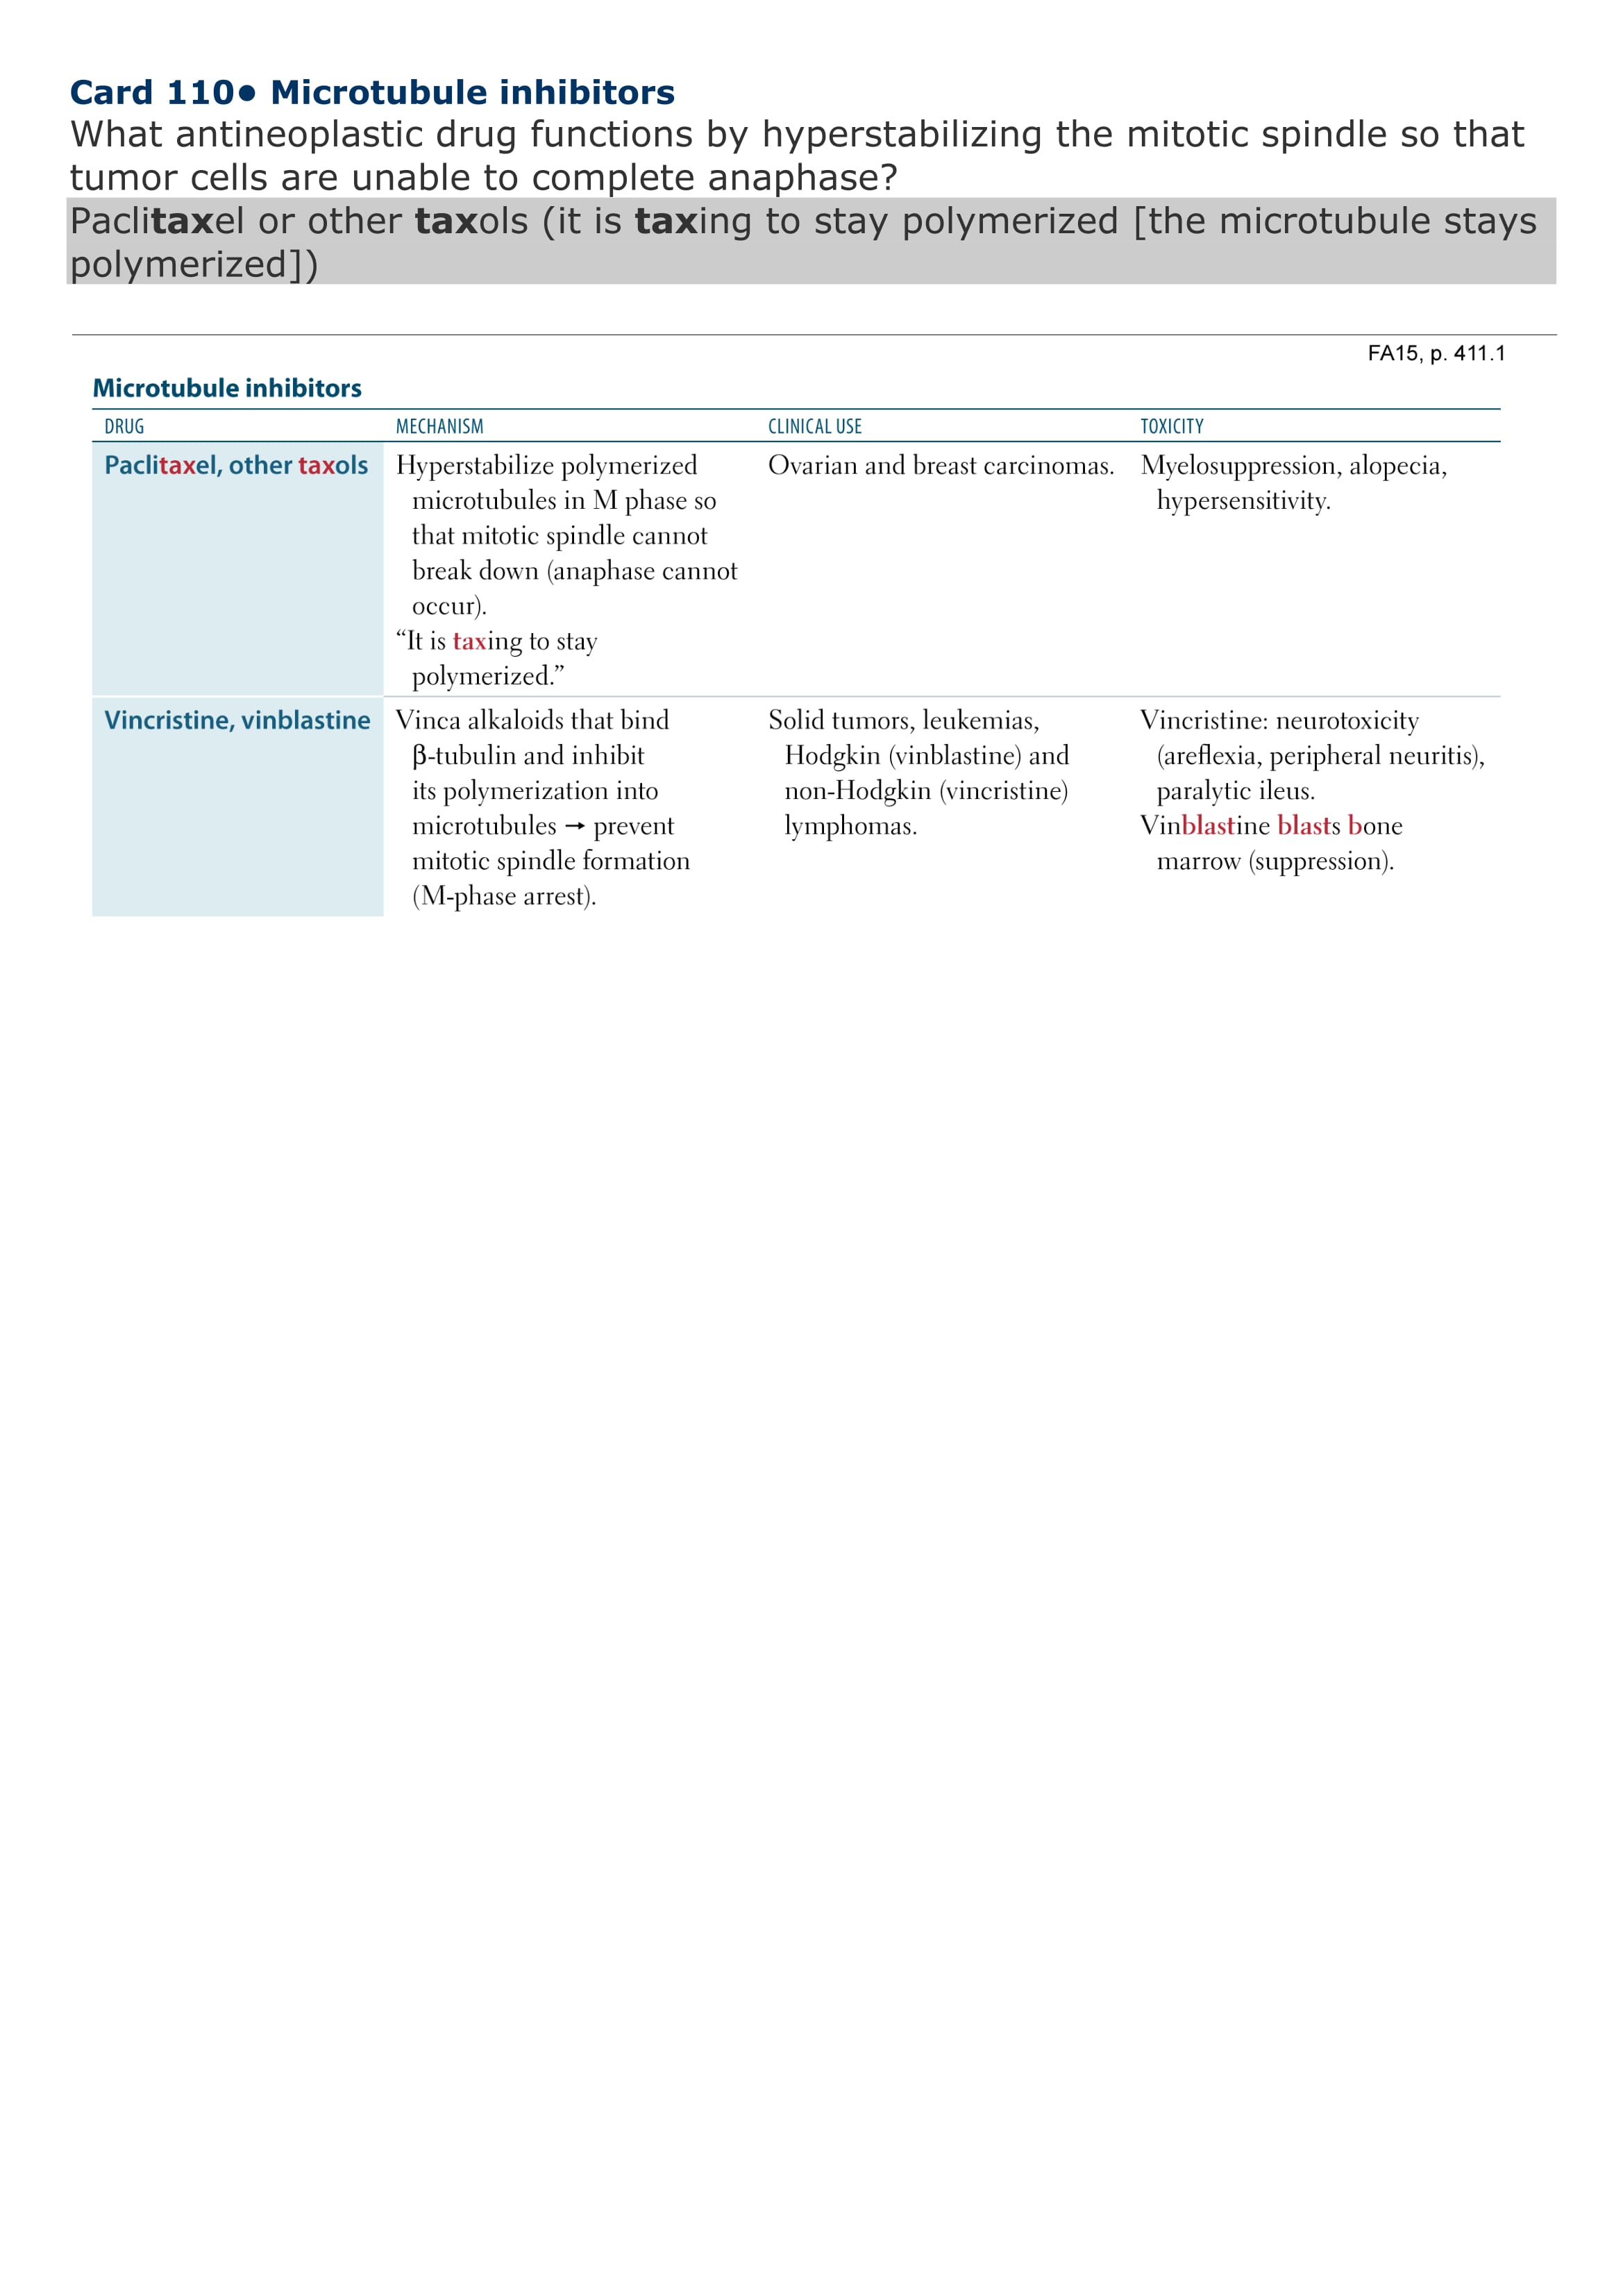 Card 110• Microtubule inhibitors
What antineoplastic drug functions by hyperstabilizing the mitotic spindle so that
tumor cells are unable to complete anaphase?
Paclitaxel or other taxols (it is taxing to stay polymerized [the microtubule stays
polymerized])
FA15, p. 411.1
Microtubule inhibitors
DRUG MECHANISM CLINICAL USE TOXICITY
Paclitaxel, other taxols Hyperstabilize polymerized Ovarian and breast carcinomas. Myelosuppression, alopecia,
microtubules in M phase so hypersensitivity.
that mitotic spindle cannot
break down (anaphase cannot
occur).
“It is taxing to stay
polymerized.”
Vincristine, vinblastine Vinca alkaloids that bind Solid tumors, leukemias, Vincristine: neurotoxicity
β-tubulin and inhibit Hodgkin (vinblastine) and (areflexia, peripheral neuritis),
its polymerization into non-Hodgkin (vincristine) paralytic ileus.
microtubules → prevent lymphomas. Vinblastine blasts bone
mitotic spindle formation marrow (suppression).
(M-phase arrest).